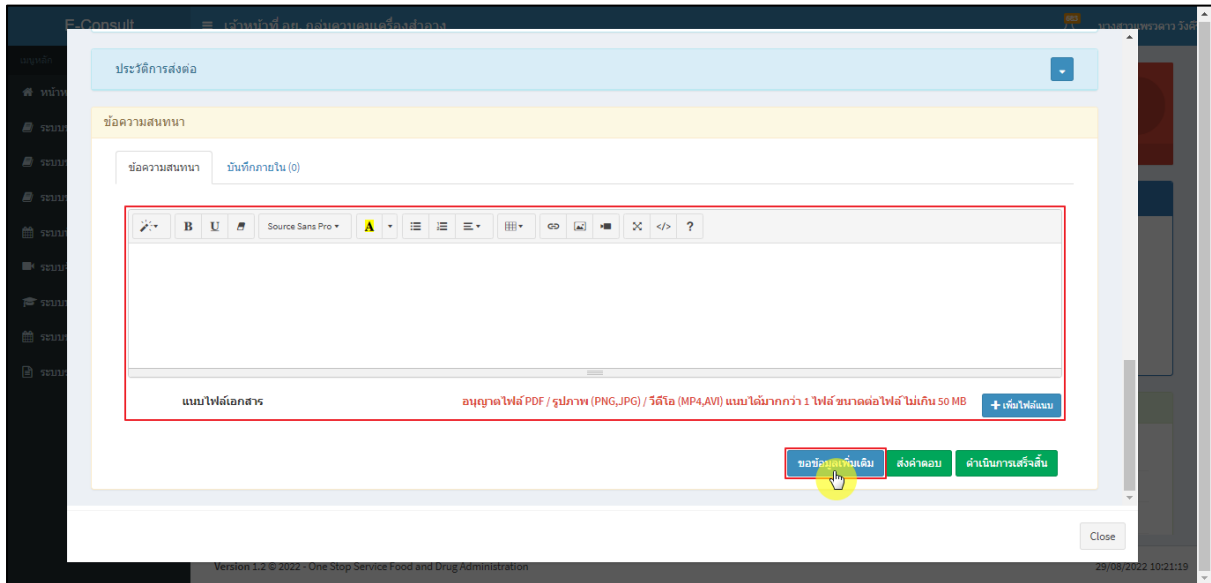 E-Consult
เจ้าหน้าที่ อย. กลุ่มควบคุมเครื่องสำอาง
เมนูหลัก
ประวัติการส่งต่อ
ข้อความสนทนา
ข้อความสนทนา บันทึกภายใน (0)
B U Source Sans Pro A </> ?
แนบไฟล์เอกสาร อนุญาตไฟล์ PDF / รูปภาพ (PNG,JPG) / วีดีโอ (MP4,AVI) แนบได้มากกว่า 1 ไฟล์ ขนาดต่อไฟล์ ไม่เกิน 50 MB + เพิ่มไฟล์แนบ
ขอข้อมูลเพิ่มเติม ส่งคำตอบ ดำเนินการเสร็จสิ้น
Close
Version 1.2 © 2022 - One Stop Service Food and Drug Administration 29/08/2022 10:21:19